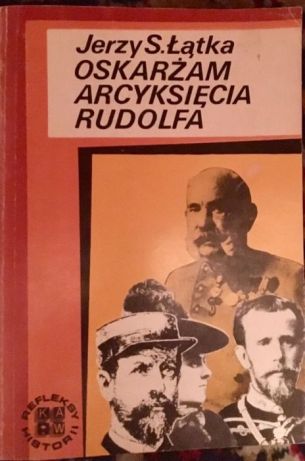 Jerzy S. Łątka
OSKARŻAM
ARCYKSIĘCIA
RUDOLFA
REFLEKSY
KAW
HISTORII